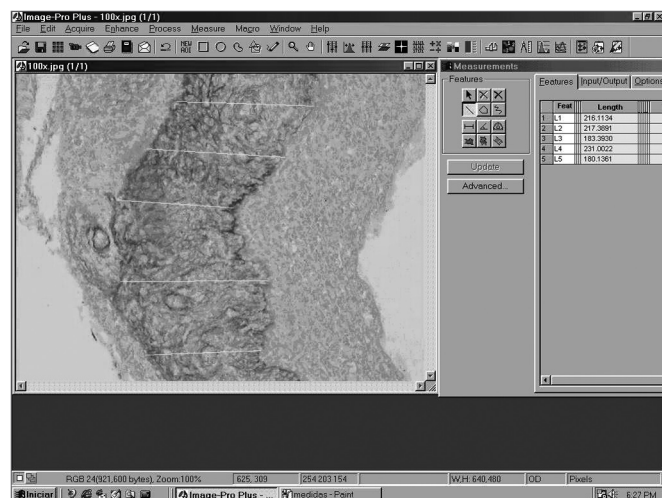 Image-Pro Plus - 100x.jpg (1/1)
File Edit Acquire Enhance Process Measure Macro Window Help
100x.jpg (1/1)
Measurements
Features
Update
Advanced...
Features Input/Output Options
Feat Length
1 L1 216.1134
2 L2 217.3691
3 L3 183.3930
4 L4 231.0022
5 L5 180.1361
RGB 24(921,600 bytes), Zoom:100% 625, 309 254 203 154 W,H: 640,480 OD Pixels
Iniciar Image-Pro Plus - ... medidas - Paint 6:27 PM